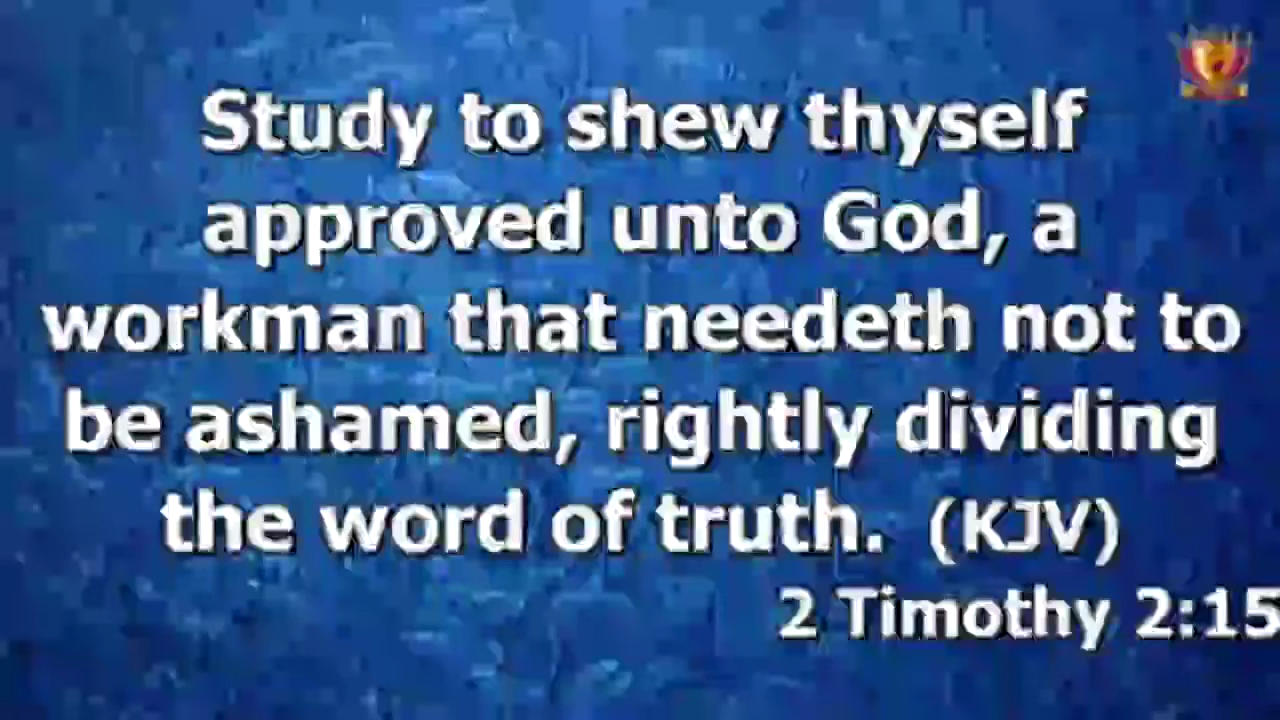 Study to shew thyself
approved unto God, a
workman that needeth not to
be ashamed, rightly dividing
the word of truth. (KJV)
2 Timothy 2:15